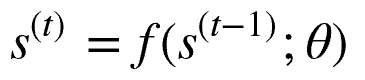 s^{(t)} = f(s^{(t-1)}; θ)